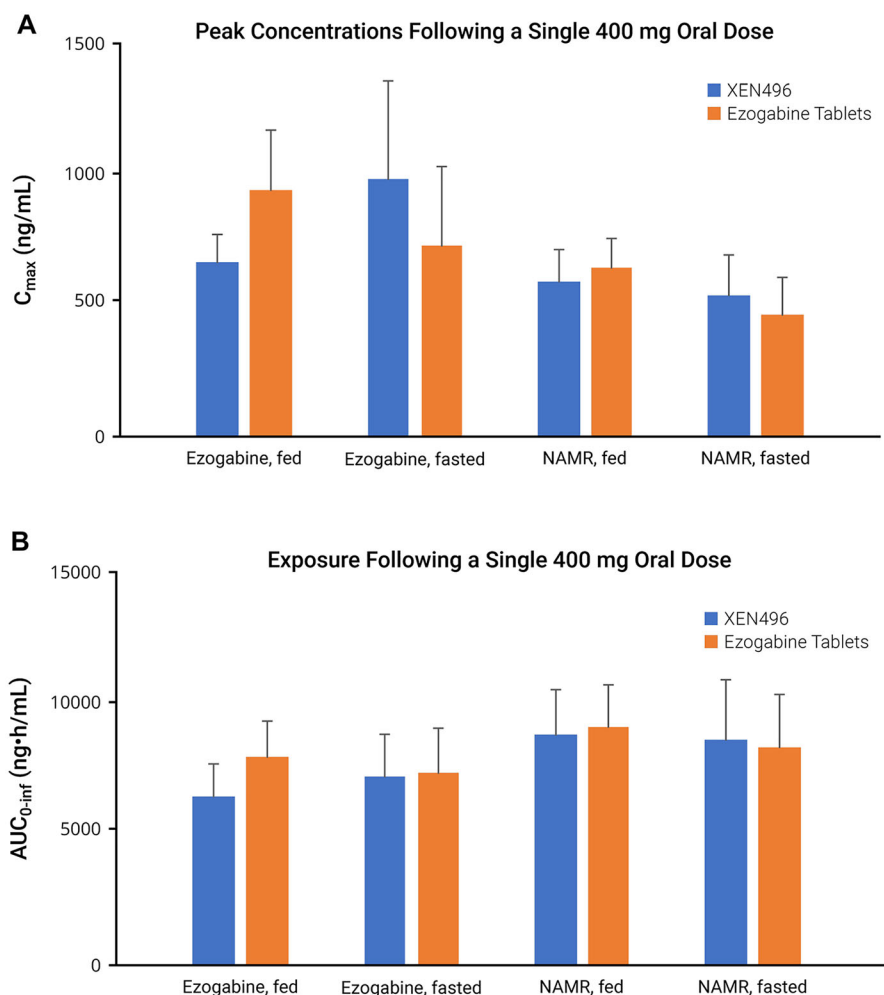 A
Peak Concentrations Following a Single 400 mg Oral Dose
1500
XEN496
Ezogabine Tablets
1000
Cmax (ng/mL)
500
0
Ezogabine, fed
Ezogabine, fasted
NAMR, fed
NAMR, fasted
B
Exposure Following a Single 400 mg Oral Dose
15000
XEN496
Ezogabine Tablets
10000
AUC0-inf (ng•h/mL)
5000
0
Ezogabine, fed
Ezogabine, fasted
NAMR, fed
NAMR, fasted